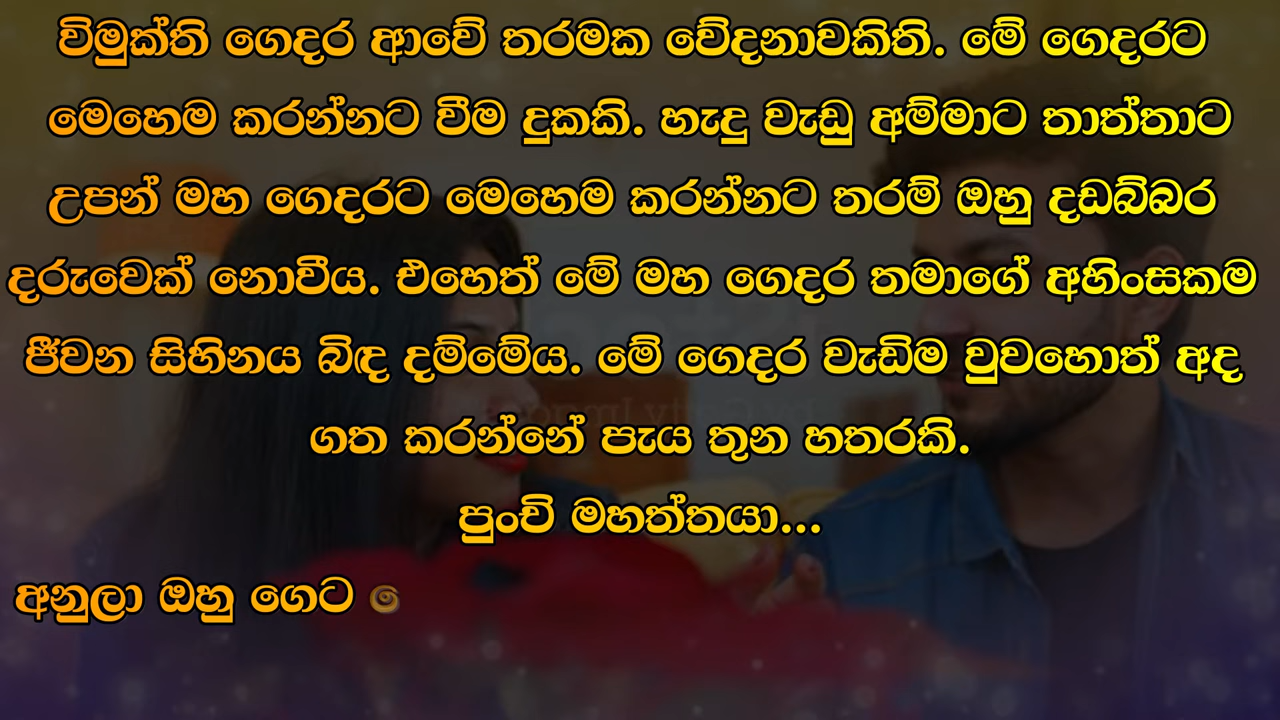 විමුක්ති ගෙදර ආවේ තරමක වේදනාවකිති. මේ ගෙදරට
මෙහෙම කරන්නට වීම දුකකි. හැදු වැඩු අම්මාට තාත්තාට
උපන් මහ ගෙදරට මෙහෙම කරන්නට තරම් ඔහු දඩබ්බර
දරුවෙක් නොවීය. එහෙත් මේ මහ ගෙදර තමාගේ අහිංසකම
ජීවන සිහිනය බිඳ දම්මේය. මේ ගෙදර වැඩිම වුවහොත් අද
ගත කරන්නේ පැය තුන හතරකි.
පුංචි මහත්තයා...
අනුලා ඔහු ගෙට